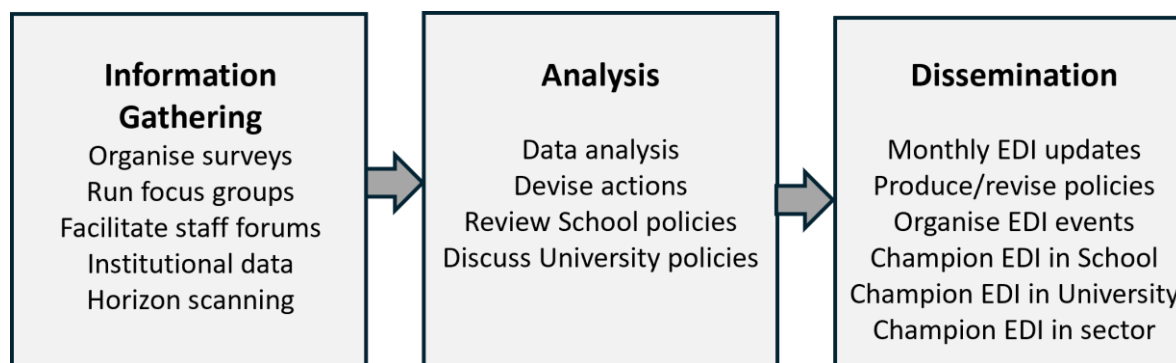 Information
Gathering
Organise surveys
Run focus groups
Facilitate staff forums
Institutional data
Horizon scanning
Analysis
Data analysis
Devise actions
Review School policies
Discuss University policies
Dissemination
Monthly EDI updates
Produce/revise policies
Organise EDI events
Champion EDI in School
Champion EDI in University
Champion EDI in sector